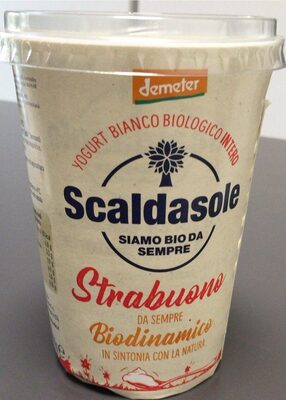 demeter
YOGURT BIANCO BIOLOGICO INTERO
Scaldasole
SIAMO BIO DA
SEMPRE
Strabuono
DA SEMPRE
Biodinamico
IN SINTONIA CON LA NATURA